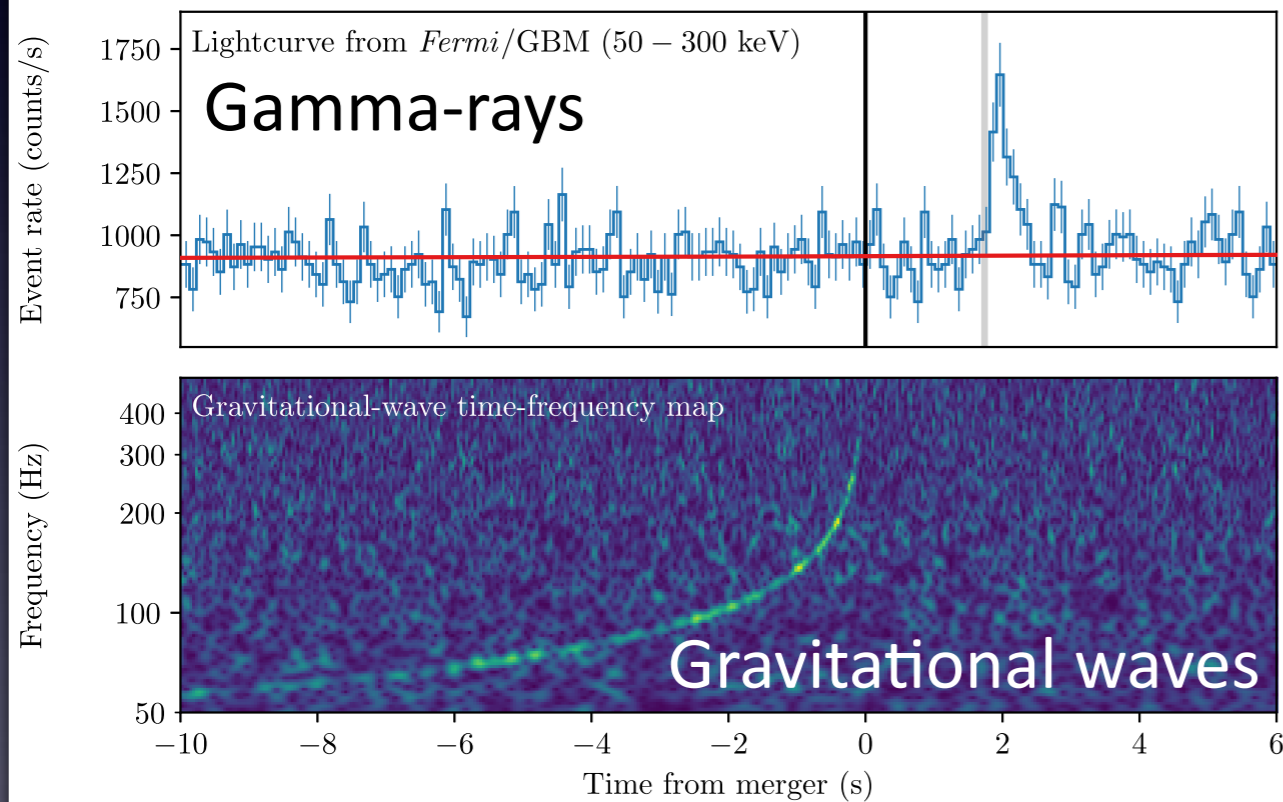 Lightcurve from Fermi/GBM (50 – 300 keV)
Gamma-rays
Event rate (counts/s)
1750
1500
1250
1000
750
Gravitational-wave time-frequency map
Gravitational waves
Frequency (Hz)
400
300
200
100
50
−10 −8 −6 −4 −2 0 2 4 6
Time from merger (s)